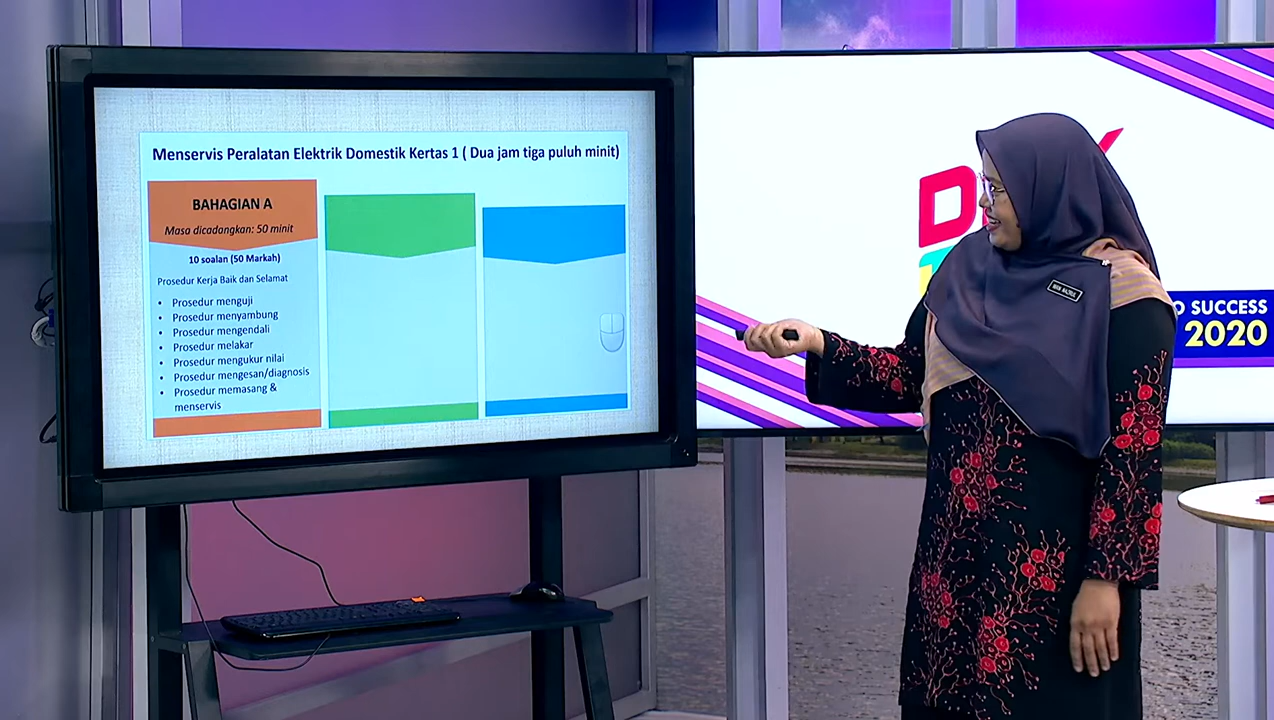 Menservis Peralatan Elektrik Domestik Kertas 1 ( Dua jam tiga puluh minit)
BAHAGIAN A
Masa dicadangkan: 50 minit
10 soalan (50 Markah)
Prosedur Kerja Baik dan Selamat
• Prosedur menguji
• Prosedur menyambung
• Prosedur mengendali
• Prosedur melakar
• Prosedur mengukur nilai
• Prosedur mengesan/diagnosis
• Prosedur memasang &
menservis
SUCCESS
2020